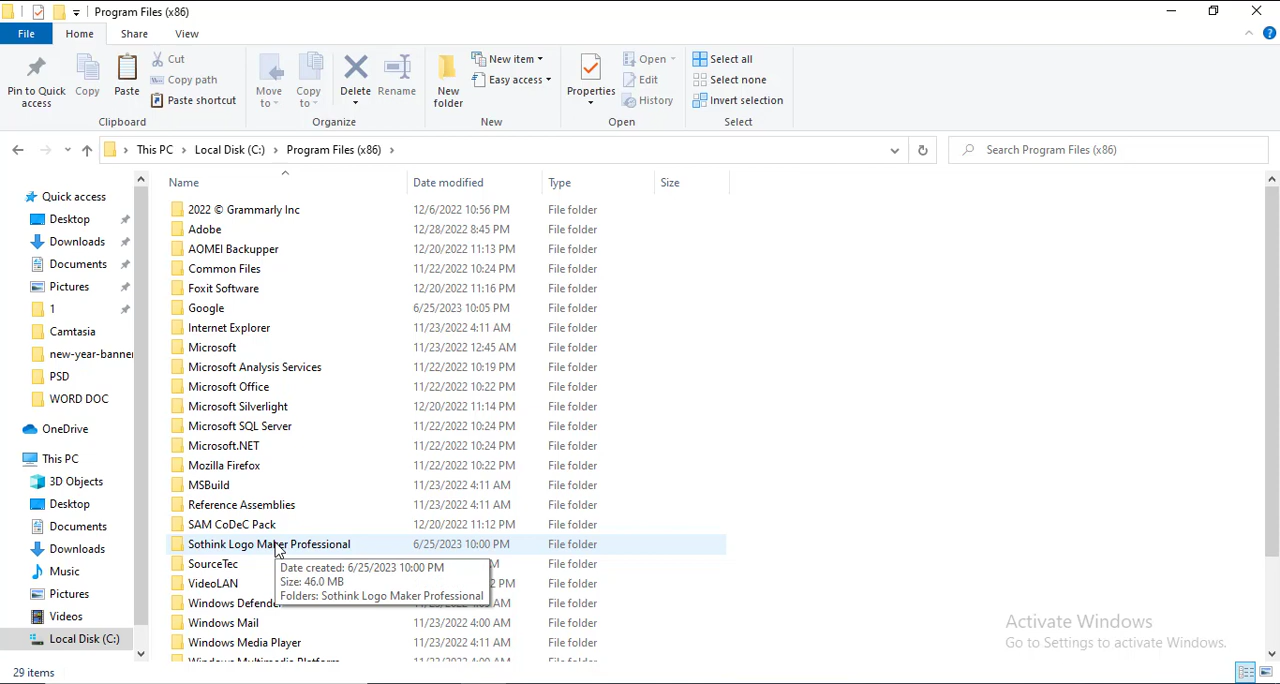 Program Files (x86)
File Home Share View
Pin to Quick access
Copy
Paste
Cut
Copy path
Paste shortcut
Clipboard
Move to
Copy to
Delete
Rename
Organize
New folder
New item
Easy access
New
Properties
Open
Edit
History
Open
Select all
Select none
Invert selection
Select
This PC › Local Disk (C:) › Program Files (x86) ›
Search Program Files (x86)
Quick access
Desktop
Downloads
Documents
Pictures
1
Camtasia
new-year-banner
PSD
WORD DOC
OneDrive
This PC
3D Objects
Desktop
Documents
Downloads
Music
Pictures
Videos
Local Disk (C:)
Name Date modified Type Size
2022 © Grammarly Inc 12/6/2022 10:56 PM File folder
Adobe 12/28/2022 8:45 PM File folder
AOMEI Backupper 12/20/2022 11:13 PM File folder
Common Files 11/22/2022 10:24 PM File folder
Foxit Software 12/20/2022 11:16 PM File folder
Google 6/25/2023 10:05 PM File folder
Internet Explorer 11/23/2022 4:11 AM File folder
Microsoft 11/23/2022 12:45 AM File folder
Microsoft Analysis Services 11/22/2022 10:19 PM File folder
Microsoft Office 11/22/2022 10:22 PM File folder
Microsoft Silverlight 12/20/2022 11:14 PM File folder
Microsoft SQL Server 11/22/2022 10:24 PM File folder
Microsoft.NET 11/22/2022 10:24 PM File folder
Mozilla Firefox 11/22/2022 10:22 PM File folder
MSBuild 11/23/2022 4:11 AM File folder
Reference Assemblies 11/23/2022 4:11 AM File folder
SAM CoDeC Pack 12/20/2022 11:12 PM File folder
Sothink Logo Maker Professional 6/25/2023 10:00 PM File folder
SourceTec File folder
VideoLAN PM File folder
Windows Defender AM File folder
Windows Mail 11/23/2022 4:00 AM File folder
Windows Media Player 11/23/2022 4:11 AM File folder
Windows Multimedia Platform 11/23/2022 4:00 AM File folder
Date created: 6/25/2023 10:00 PM
Size: 46.0 MB
Folders: Sothink Logo Maker Professional
Activate Windows
Go to Settings to activate Windows.
29 items